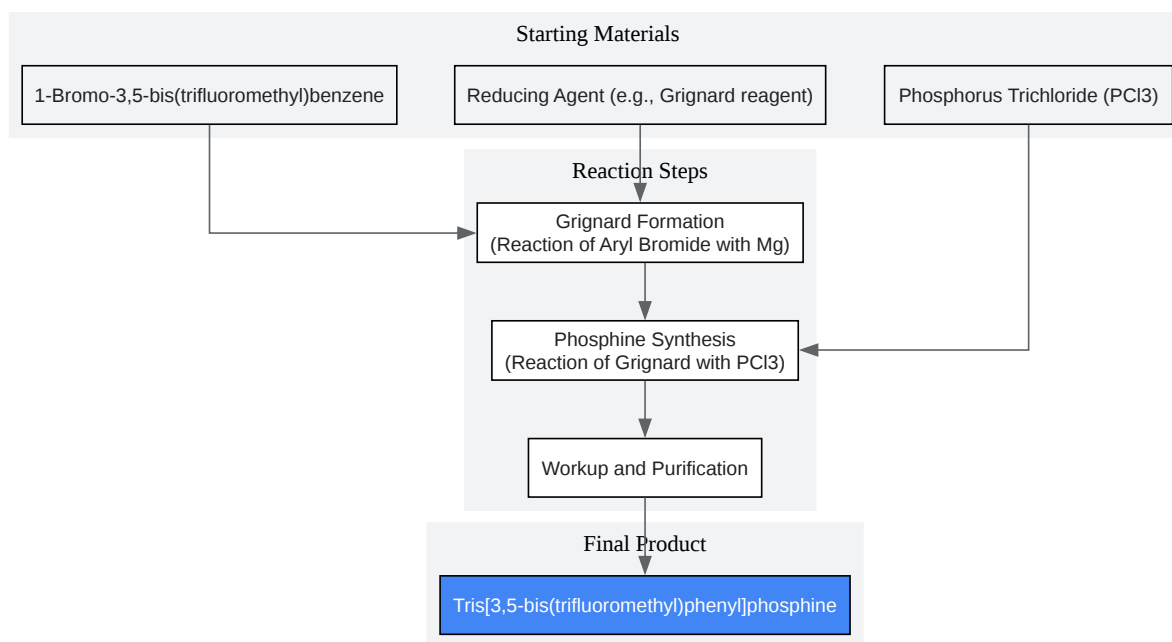 Starting Materials
1-Bromo-3,5-bis(trifluoromethyl)benzene
Reducing Agent (e.g., Grignard reagent)
Phosphorus Trichloride (PCl3)
Reaction Steps
Grignard Formation
(Reaction of Aryl Bromide with Mg)
Phosphine Synthesis
(Reaction of Grignard with PCl3)
Workup and Purification
Final Product
Tris[3,5-bis(trifluoromethyl)phenyl]phosphine